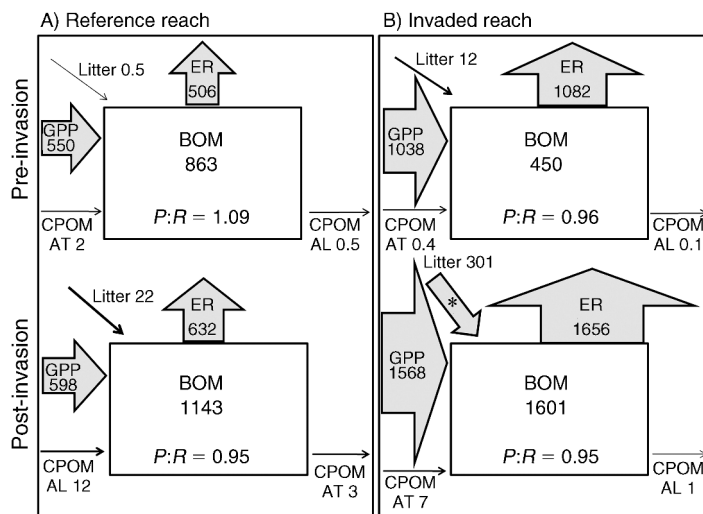 A) Reference reach
B) Invaded reach
Pre-invasion
Litter 0.5
ER
506
GPP
550
BOM
863
P:R = 1.09
CPOM
AT 2
CPOM
AL 0.5
Litter 12
ER
1082
GPP
1038
BOM
450
P:R = 0.96
CPOM
AT 0.4
CPOM
AL 0.1
Post-invasion
Litter 22
ER
632
GPP
598
BOM
1143
P:R = 0.95
CPOM
AL 12
CPOM
AT 3
Litter 301
*
ER
1656
GPP
1568
BOM
1601
P:R = 0.95
CPOM
AT 7
CPOM
AL 1